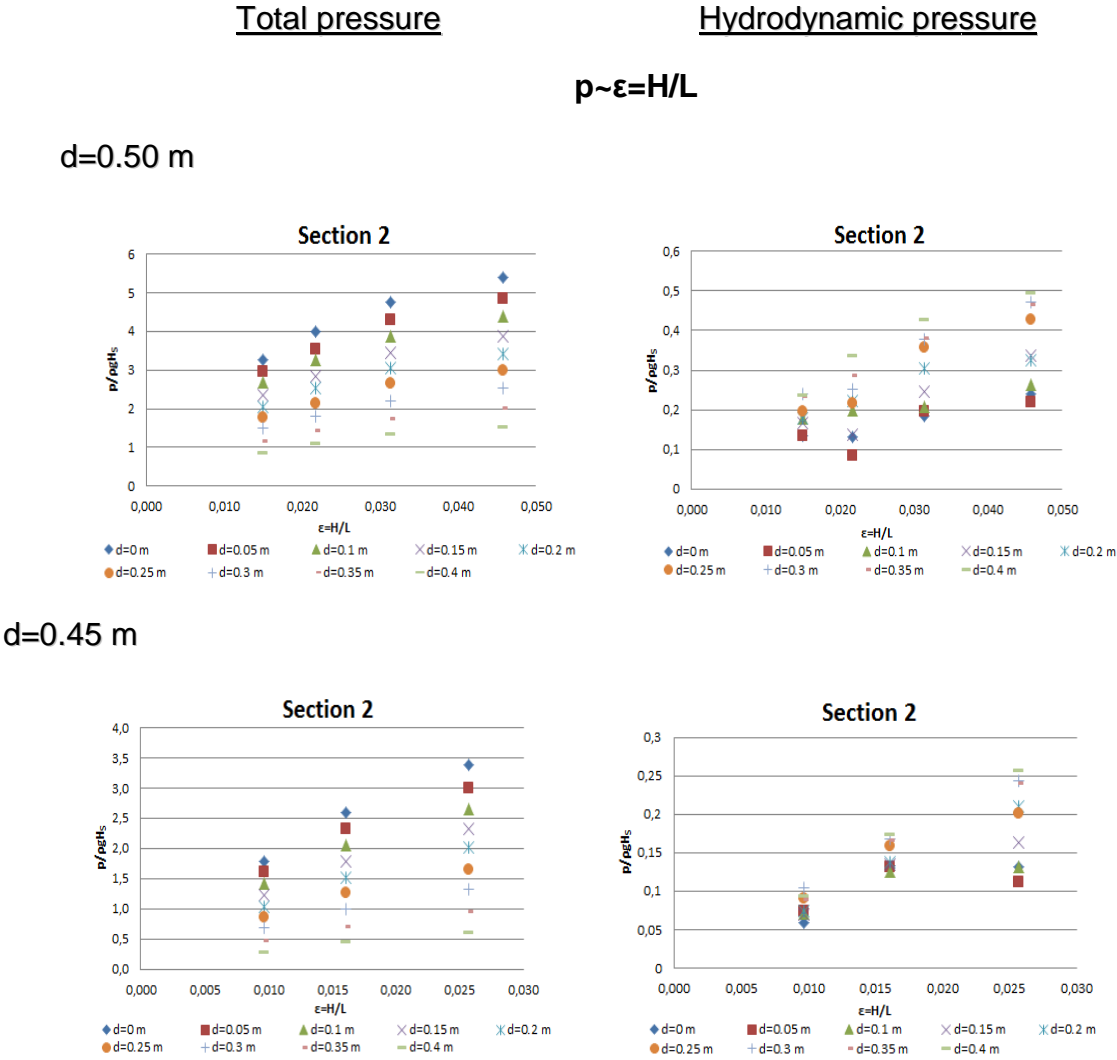 Total pressure
Hydrodynamic pressure
p~ε=H/L
d=0.50 m
Section 2
p/ρgHS
6
5
4
3
2
1
0
0,000 0,010 0,020 0,030 0,040 0,050
ε=H/L
d=0 m d=0.05 m d=0.1 m d=0.15 m d=0.2 m
d=0.25 m d=0.3 m d=0.35 m d=0.4 m
Section 2
p/ρgHS
0,6
0,5
0,4
0,3
0,2
0,1
0
0,000 0,010 0,020 0,030 0,040 0,050
ε=H/L
d=0 m d=0.05 m d=0.1 m d=0.15 m d=0.2 m
d=0.25 m d=0.3 m d=0.35 m d=0.4 m
d=0.45 m
Section 2
p/ρgHS
4,0
3,5
3,0
2,5
2,0
1,5
1,0
0,5
0,0
0,000 0,005 0,010 0,015 0,020 0,025 0,030
ε=H/L
d=0 m d=0.05 m d=0.1 m d=0.15 m d=0.2 m
d=0.25 m d=0.3 m d=0.35 m d=0.4 m
Section 2
p/ρgHS
0,3
0,25
0,2
0,15
0,1
0,05
0
0,000 0,005 0,010 0,015 0,020 0,025 0,030
ε=H/L
d=0 m d=0.05 m d=0.1 m d=0.15 m d=0.2 m
d=0.25 m d=0.3 m d=0.35 m d=0.4 m